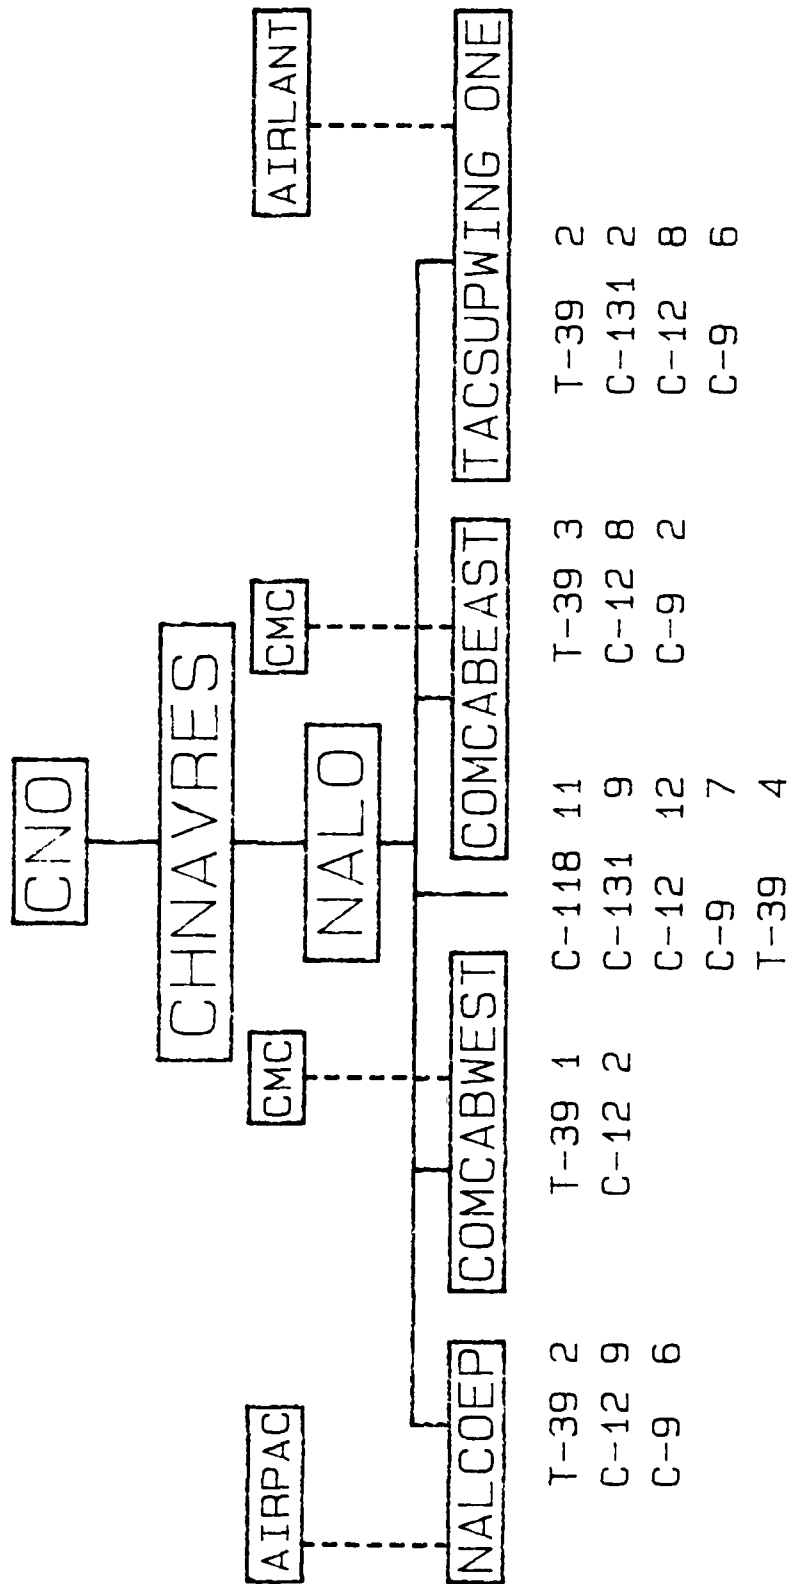 CNO
CHNAVRES
NALO
AIRPAC
CMC
CMC
AIRLANT
NALCOEP
T-39 2
C-12 9
C-9 6
COMCABWEST
T-39 1
C-12 2
C-118 11
C-131 9
C-12 12
C-9 7
T-39 4
COMCABEAST
T-39 3
C-12 8
C-9 2
TACSUPWING ONE
T-39 2
C-131 2
C-12 8
C-9 6